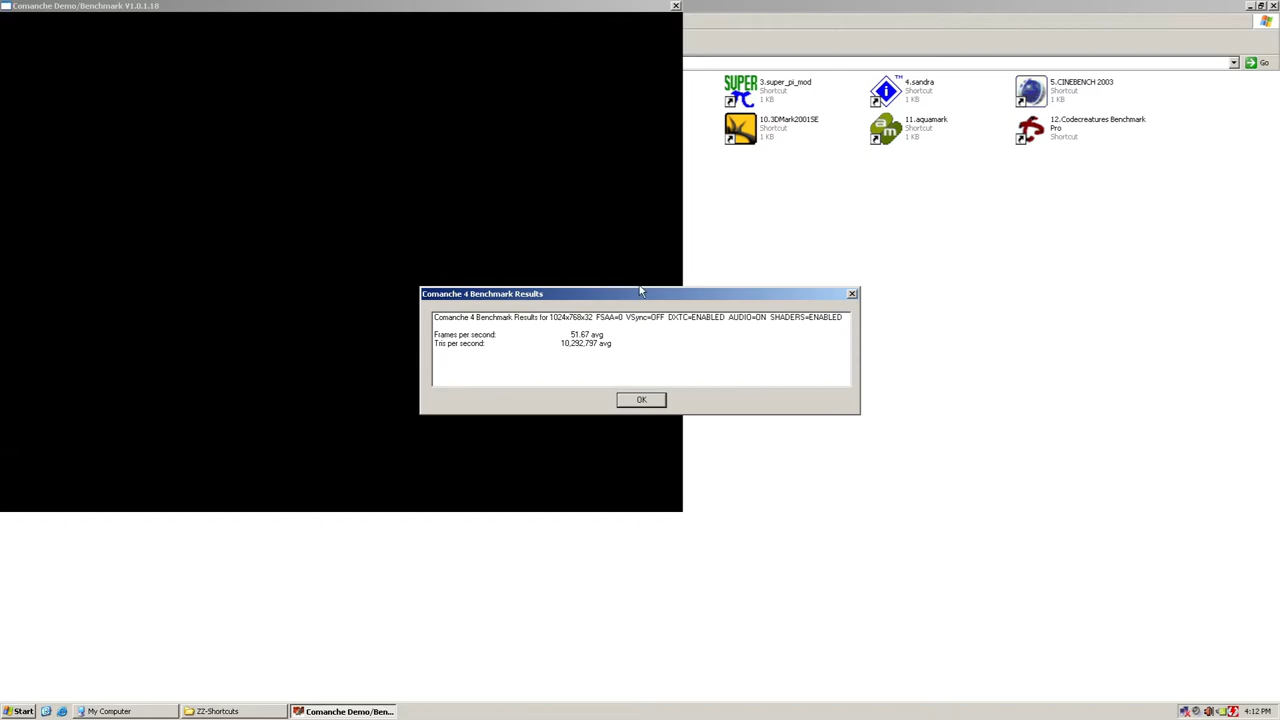 Comanche Demo/Benchmark V1.0.1.18
Go
SUPER
3.super_pi_mod
Shortcut
1 KB
TM
4.sandra
Shortcut
1 KB
5.CINEBENCH 2003
Shortcut
1 KB
10.3DMark2001SE
Shortcut
1 KB
am
11.aquamark
Shortcut
1 KB
12.Codecreatures Benchmark
Pro
Shortcut
Comanche 4 Benchmark Results
Comanche 4 Benchmark Results for 1024x768x32 FSAA=0 VSync=OFF DXTC=ENABLED AUDIO=ON SHADERS=ENABLED
Frames per second: 51.67 avg
Tris per second: 10,292,797 avg
OK
Start
My Computer
ZZ-Shortcuts
Comanche Demo/Ben...
4:12 PM